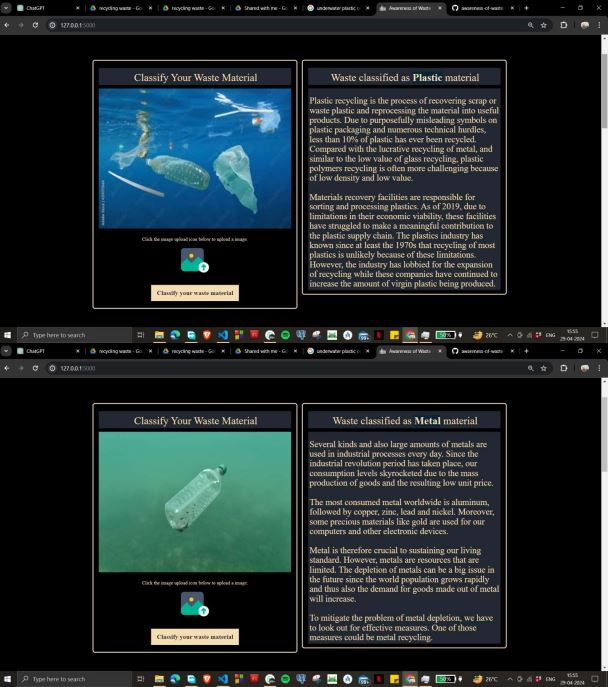 ChatGPT
recycling waste - Go
recycling waste - Go
Shared with me - Go
underwater plastic
Awareness of Waste
awareness-of-waste
127.0.0.1:5000
Classify Your Waste Material
Click the image upload icon below to upload a image.
Classify your waste material
Waste classified as Plastic material
Plastic recycling is the process of recovering scrap or
waste plastic and reprocessing the material into useful
products. Due to purposefully misleading symbols on
plastic packaging and numerous technical hurdles,
less than 10% of plastic has ever been recycled.
Compared with the lucrative recycling of metal, and
similar to the low value of glass recycling, plastic
polymers recycling is often more challenging because
of low density and low value.
Materials recovery facilities are responsible for
sorting and processing plastics. As of 2019, due to
limitations in their economic viability, these facilities
have struggled to make a meaningful contribution to
the plastic supply chain. The plastics industry has
known since at least the 1970s that recycling of most
plastics is unlikely because of these limitations.
However, the industry has lobbied for the expansion
of recycling while these companies have continued to
increase the amount of virgin plastic being produced.
Type here to search
50%
26°C
ENG
15:55
29-04-2024
ChatGPT
recycling waste - Go
recycling waste - Go
Shared with me - Go
underwater plastic
Awareness of Waste
awareness-of-waste
127.0.0.1:5000
Classify Your Waste Material
Click the image upload icon below to upload a image.
Classify your waste material
Waste classified as Metal material
Several kinds and also large amounts of metals are
used in industrial processes every day. Since the
industrial revolution period has taken place, our
consumption levels skyrocketed due to the mass
production of goods and the resulting low unit price.
The most consumed metal worldwide is aluminum,
followed by copper, zinc, lead and nickel. Moreover,
some precious materials like gold are used for our
computers and other electronic devices.
Metal is therefore crucial to sustaining our living
standard. However, metals are resources that are
limited. The depletion of metals can be a big issue in
the future since the world population grows rapidly
and thus also the demand for goods made out of metal
will increase.
To mitigate the problem of metal depletion, we have
to look out for effective measures. One of those
measures could be metal recycling.
Type here to search
50%
26°C
ENG
15:55
29-04-2024